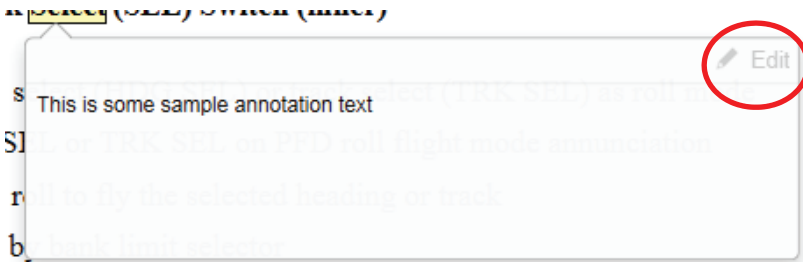 k Select (SEL) Switch (inner)
Edit
select (HDG SEL) or track select (TRK SEL) as roll mode
This is some sample annotation text
SEL or TRK SEL on PFD roll flight mode annunciation
roll to fly the selected heading or track
by bank limit selector